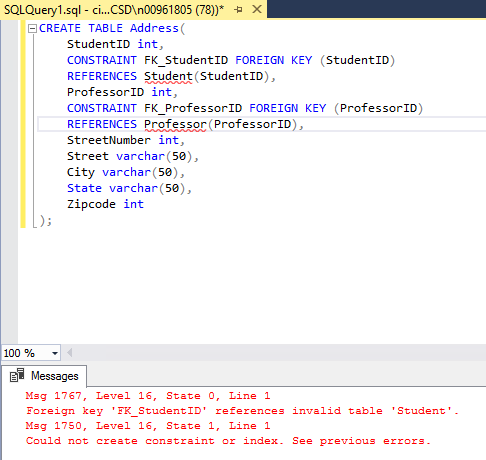 SQLQuery1.sql - ci...CSD\n00961805 (78))*
CREATE TABLE Address(
StudentID int,
CONSTRAINT FK_StudentID FOREIGN KEY (StudentID)
REFERENCES Student(StudentID),
ProfessorID int,
CONSTRAINT FK_ProfessorID FOREIGN KEY (ProfessorID)
REFERENCES Professor(ProfessorID),
StreetNumber int,
Street varchar(50),
City varchar(50),
State varchar(50),
Zipcode int
);
100 %
Messages
Msg 1767, Level 16, State 0, Line 1
Foreign key 'FK_StudentID' references invalid table 'Student'.
Msg 1750, Level 16, State 1, Line 1
Could not create constraint or index. See previous errors.